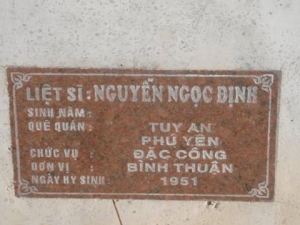 LIỆT SĨ : NGUYỄN NGỌC ĐỊNH
SINH NĂM :
QUÊ QUÁN : TUY AN
PHÚ YÊN
CHỨC VỤ : ĐẶC CÔNG
ĐƠN VỊ : BÌNH THUẬN
NGÀY HY SINH : 1951